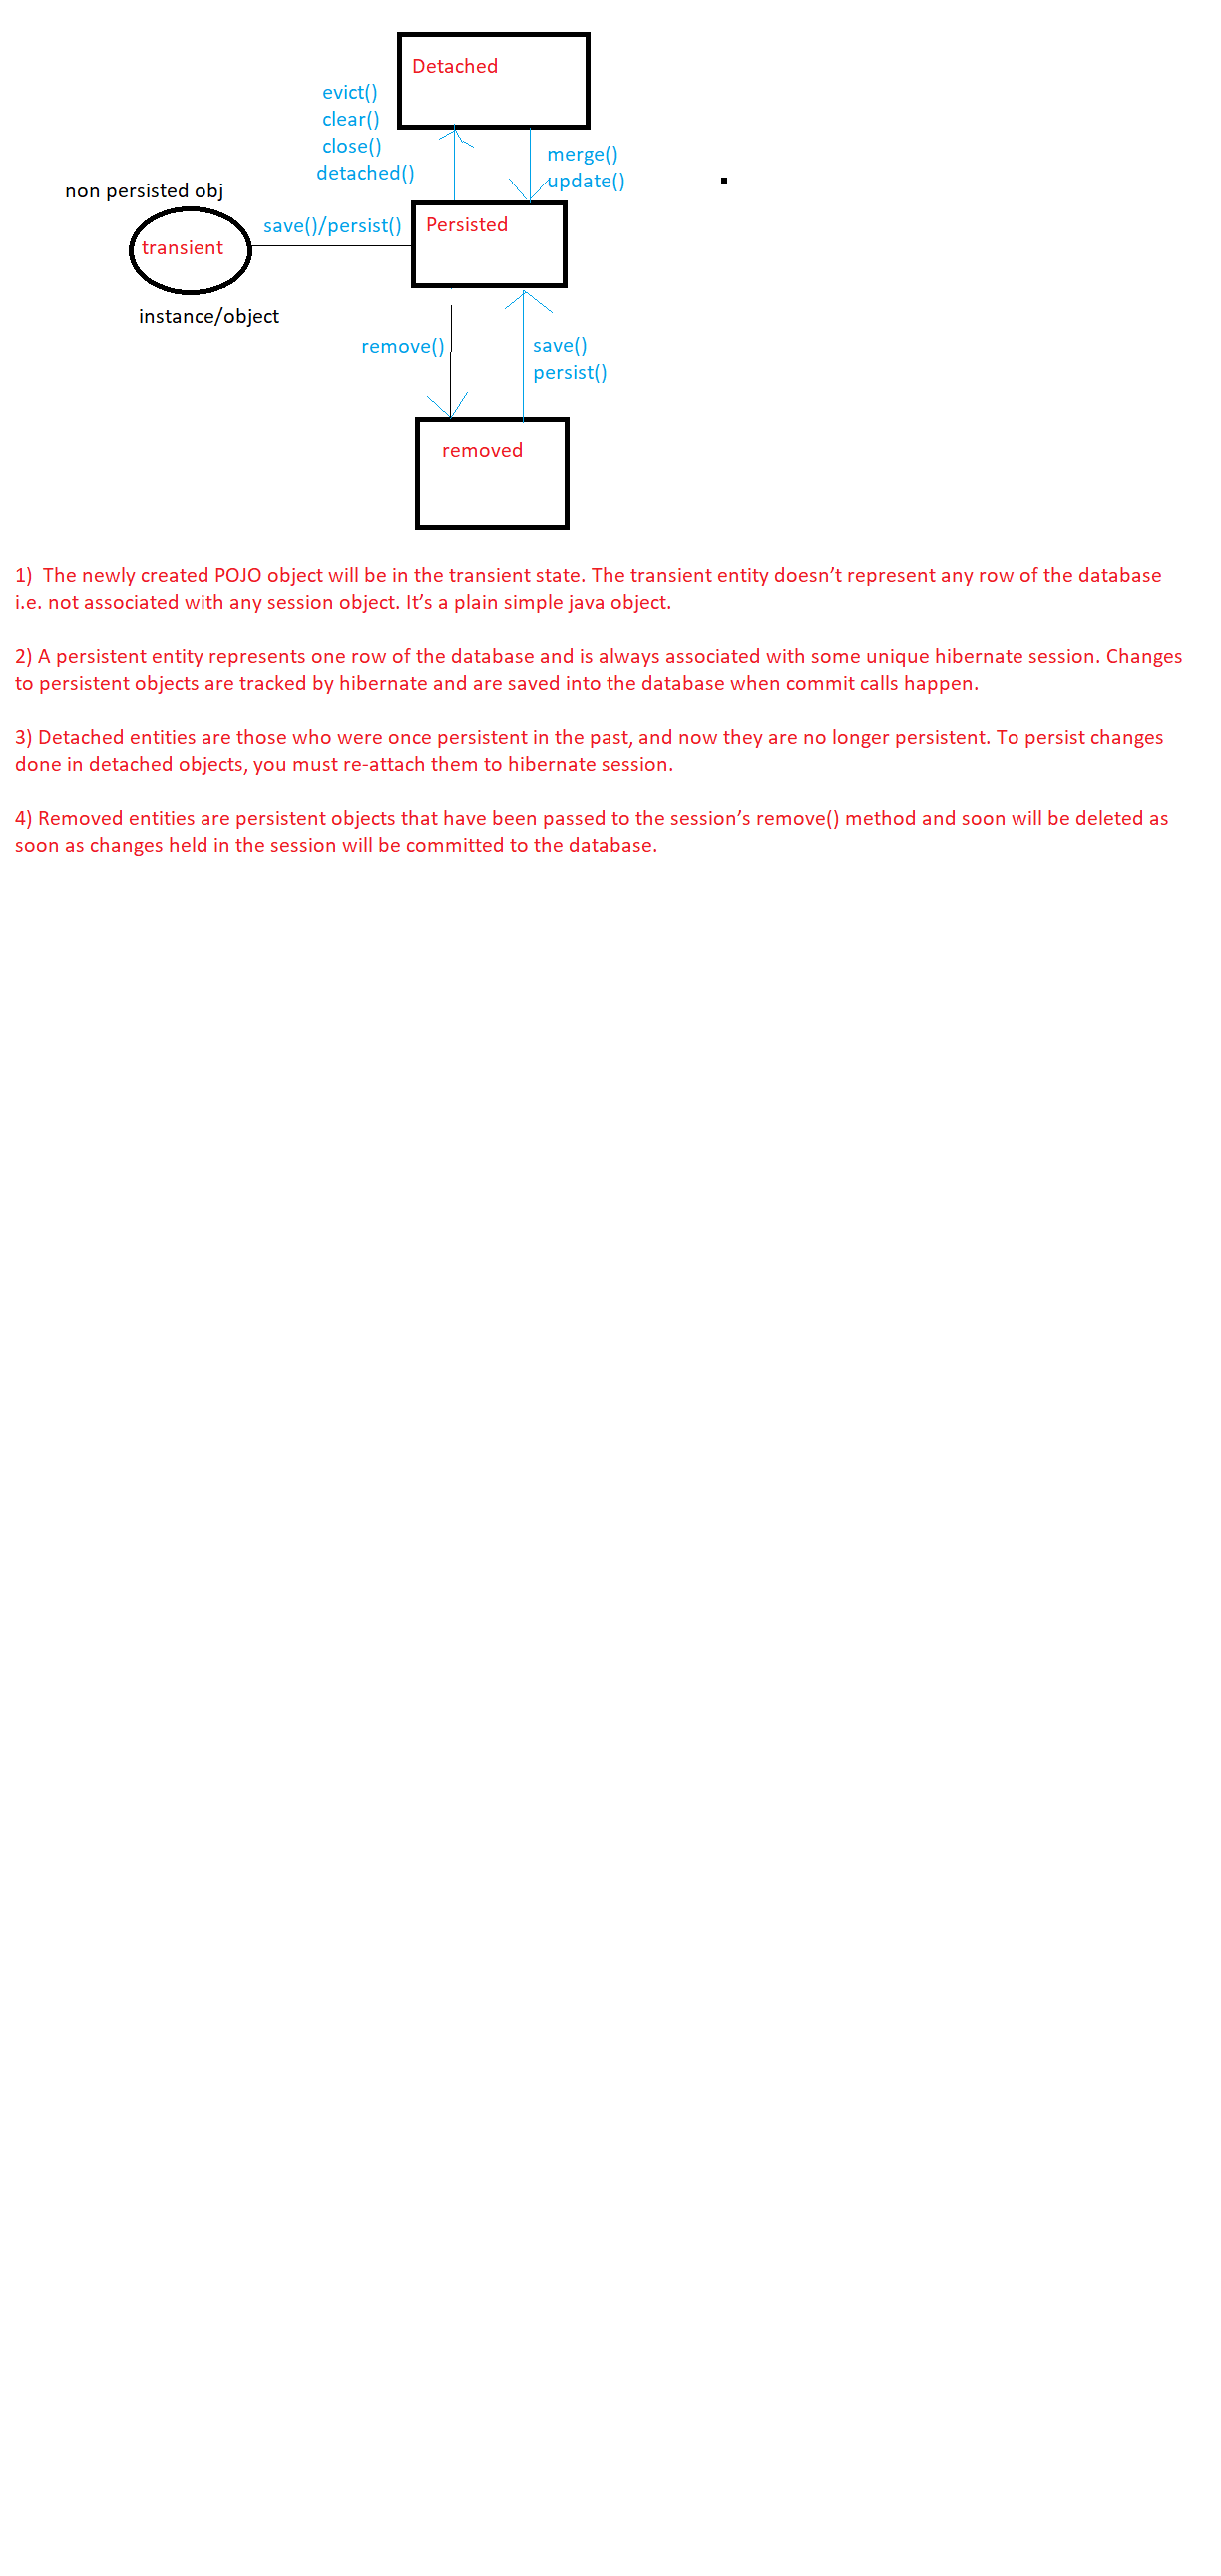 Detached
evict()
clear()
close()
detached()
merge()
update()
non persisted obj
transient
save()/persist()
Persisted
instance/object
remove()
save()
persist()
removed
1)  The newly created POJO object will be in the transient state. The transient entity doesn’t represent any row of the database
i.e. not associated with any session object. It’s a plain simple java object.
2) A persistent entity represents one row of the database and is always associated with some unique hibernate session. Changes
to persistent objects are tracked by hibernate and are saved into the database when commit calls happen.
3) Detached entities are those who were once persistent in the past, and now they are no longer persistent. To persist changes
done in detached objects, you must re-attach them to hibernate session.
4) Removed entities are persistent objects that have been passed to the session’s remove() method and soon will be deleted as
soon as changes held in the session will be committed to the database.